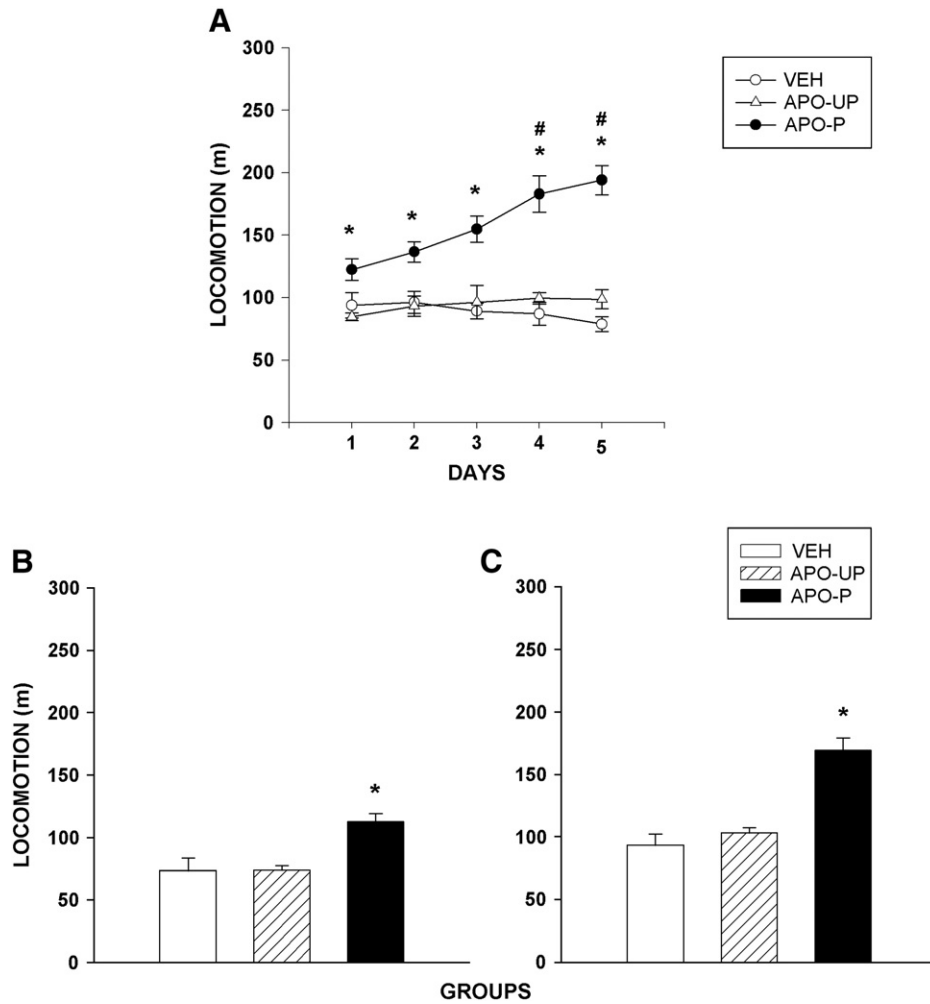 A
300
250
200
150
100
50
0
LOCOMOTION (m)
* * * # * # *
1 2 3 4 5
DAYS
VEH
APO-UP
APO-P
B
300
250
200
150
100
50
0
LOCOMOTION (m)
*
C
300
250
200
150
100
50
0
*
VEH
APO-UP
APO-P
GROUPS